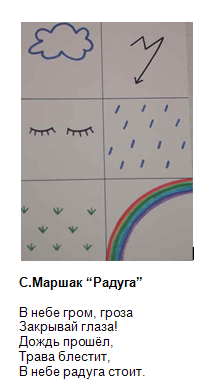 С.Маршак “Радуга”
В небе гром, гроза
Закрывай глаза!
Дождь прошёл,
Трава блестит,
В небе радуга стоит.